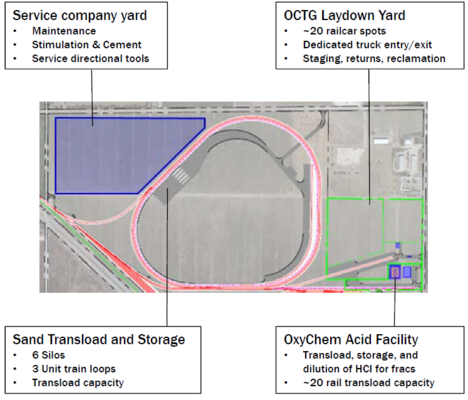 Service company yard
• Maintenance
• Stimulation & Cement
• Service directional tools
OCTG Laydown Yard
• ~20 railcar spots
• Dedicated truck entry/exit
• Staging, returns, reclamation
Sand Transload and Storage
• 6 Silos
• 3 Unit train loops
• Transload capacity
OxyChem Acid Facility
• Transload, storage, and
dilution of HCl for fracs
• ~20 rail transload capacity